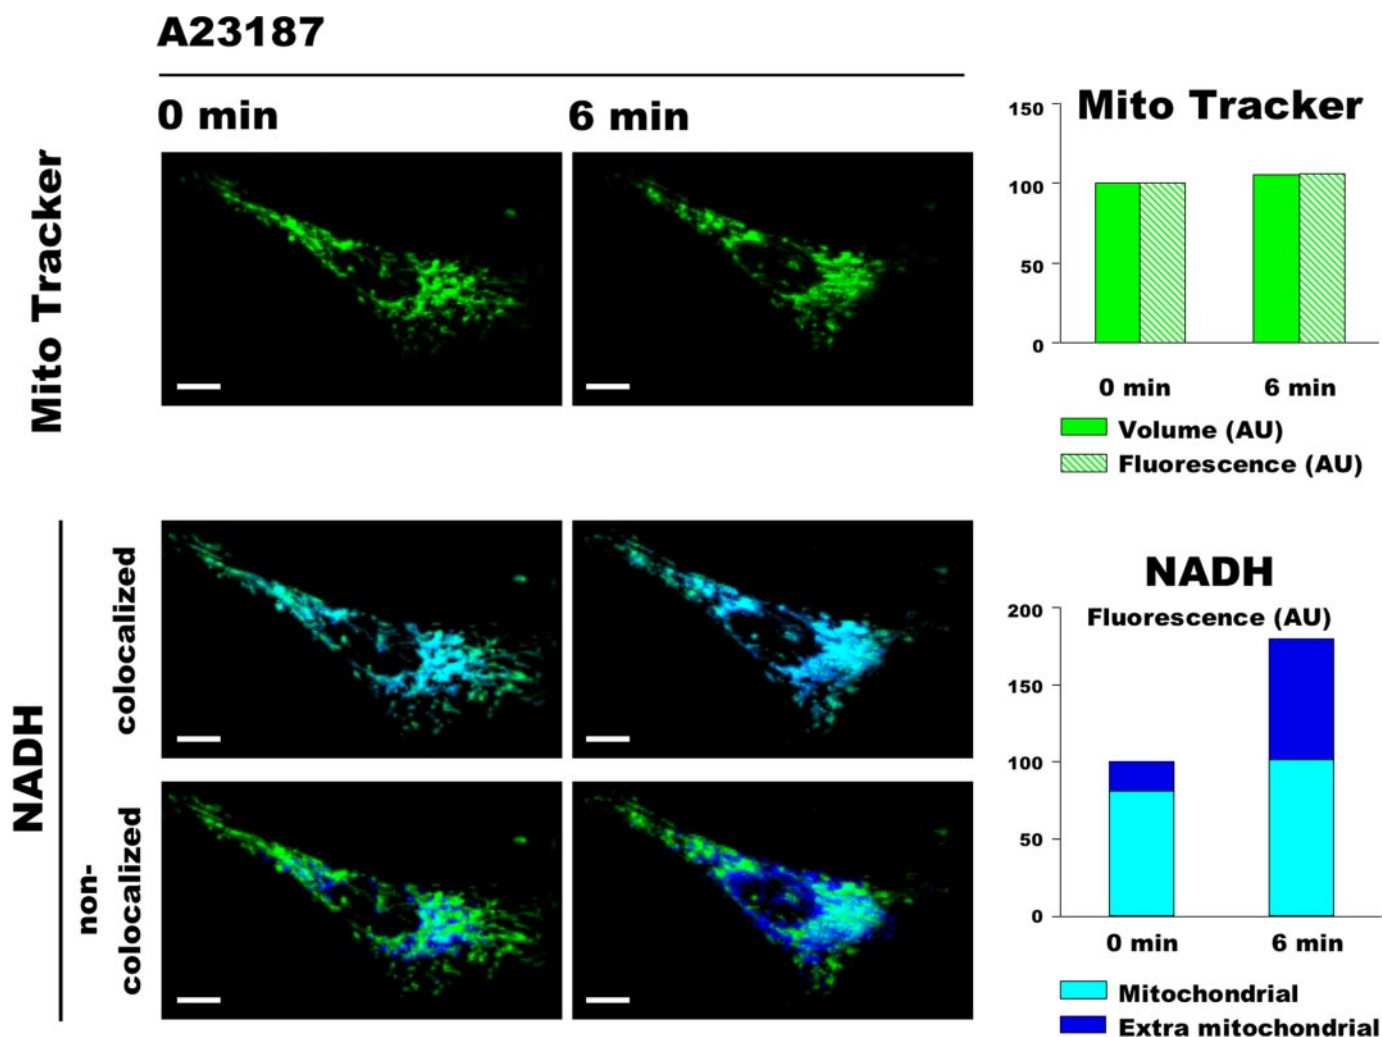 A23187
0 min
6 min
Mito Tracker
NADH
colocalized
non-
colocalized
Mito Tracker
150
100
50
0
0 min
6 min
Volume (AU)
Fluorescence (AU)
NADH
Fluorescence (AU)
200
150
100
50
0
0 min
6 min
Mitochondrial
Extra mitochondrial